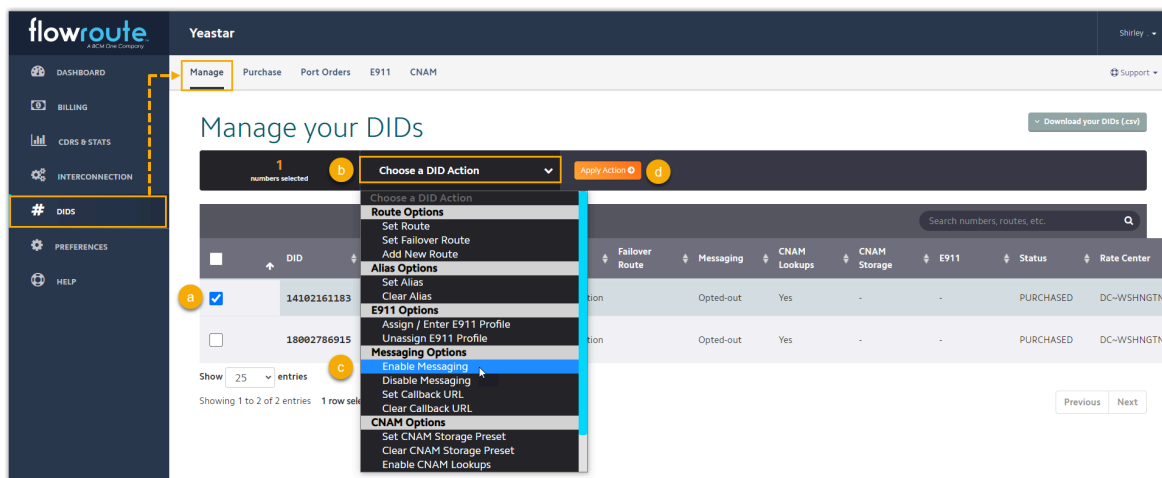 flowroute
A BCM One Company
Yeastar
Shirley ..
DASHBOARD
BILLING
CDRS & STATS
INTERCONNECTION
# DIDS
PREFERENCES
HELP
Manage Purchase Port Orders E911 CNAM
Support
Manage your DIDs
Download your DIDs (.csv)
1
numbers selected
b
Choose a DID Action
Apply Action
d
Choose a DID Action
Route Options
Set Route
Set Failover Route
Add New Route
Alias Options
Set Alias
Clear Alias
E911 Options
Assign / Enter E911 Profile
Unassign E911 Profile
Messaging Options
c
Enable Messaging
Disable Messaging
Set Callback URL
Clear Callback URL
CNAM Options
Set CNAM Storage Preset
Clear CNAM Storage Preset
Enable CNAM Lookups
Search numbers, routes, etc.
DID Failover Route Messaging CNAM Lookups CNAM Storage E911 Status Rate Center
a 14102161183 tion Opted-out Yes - - PURCHASED DC~WSHNGTN
18002786915 tion Opted-out Yes - - PURCHASED DC~WSHNGTN
Show 25 entries
Showing 1 to 2 of 2 entries 1 row sele
Previous Next